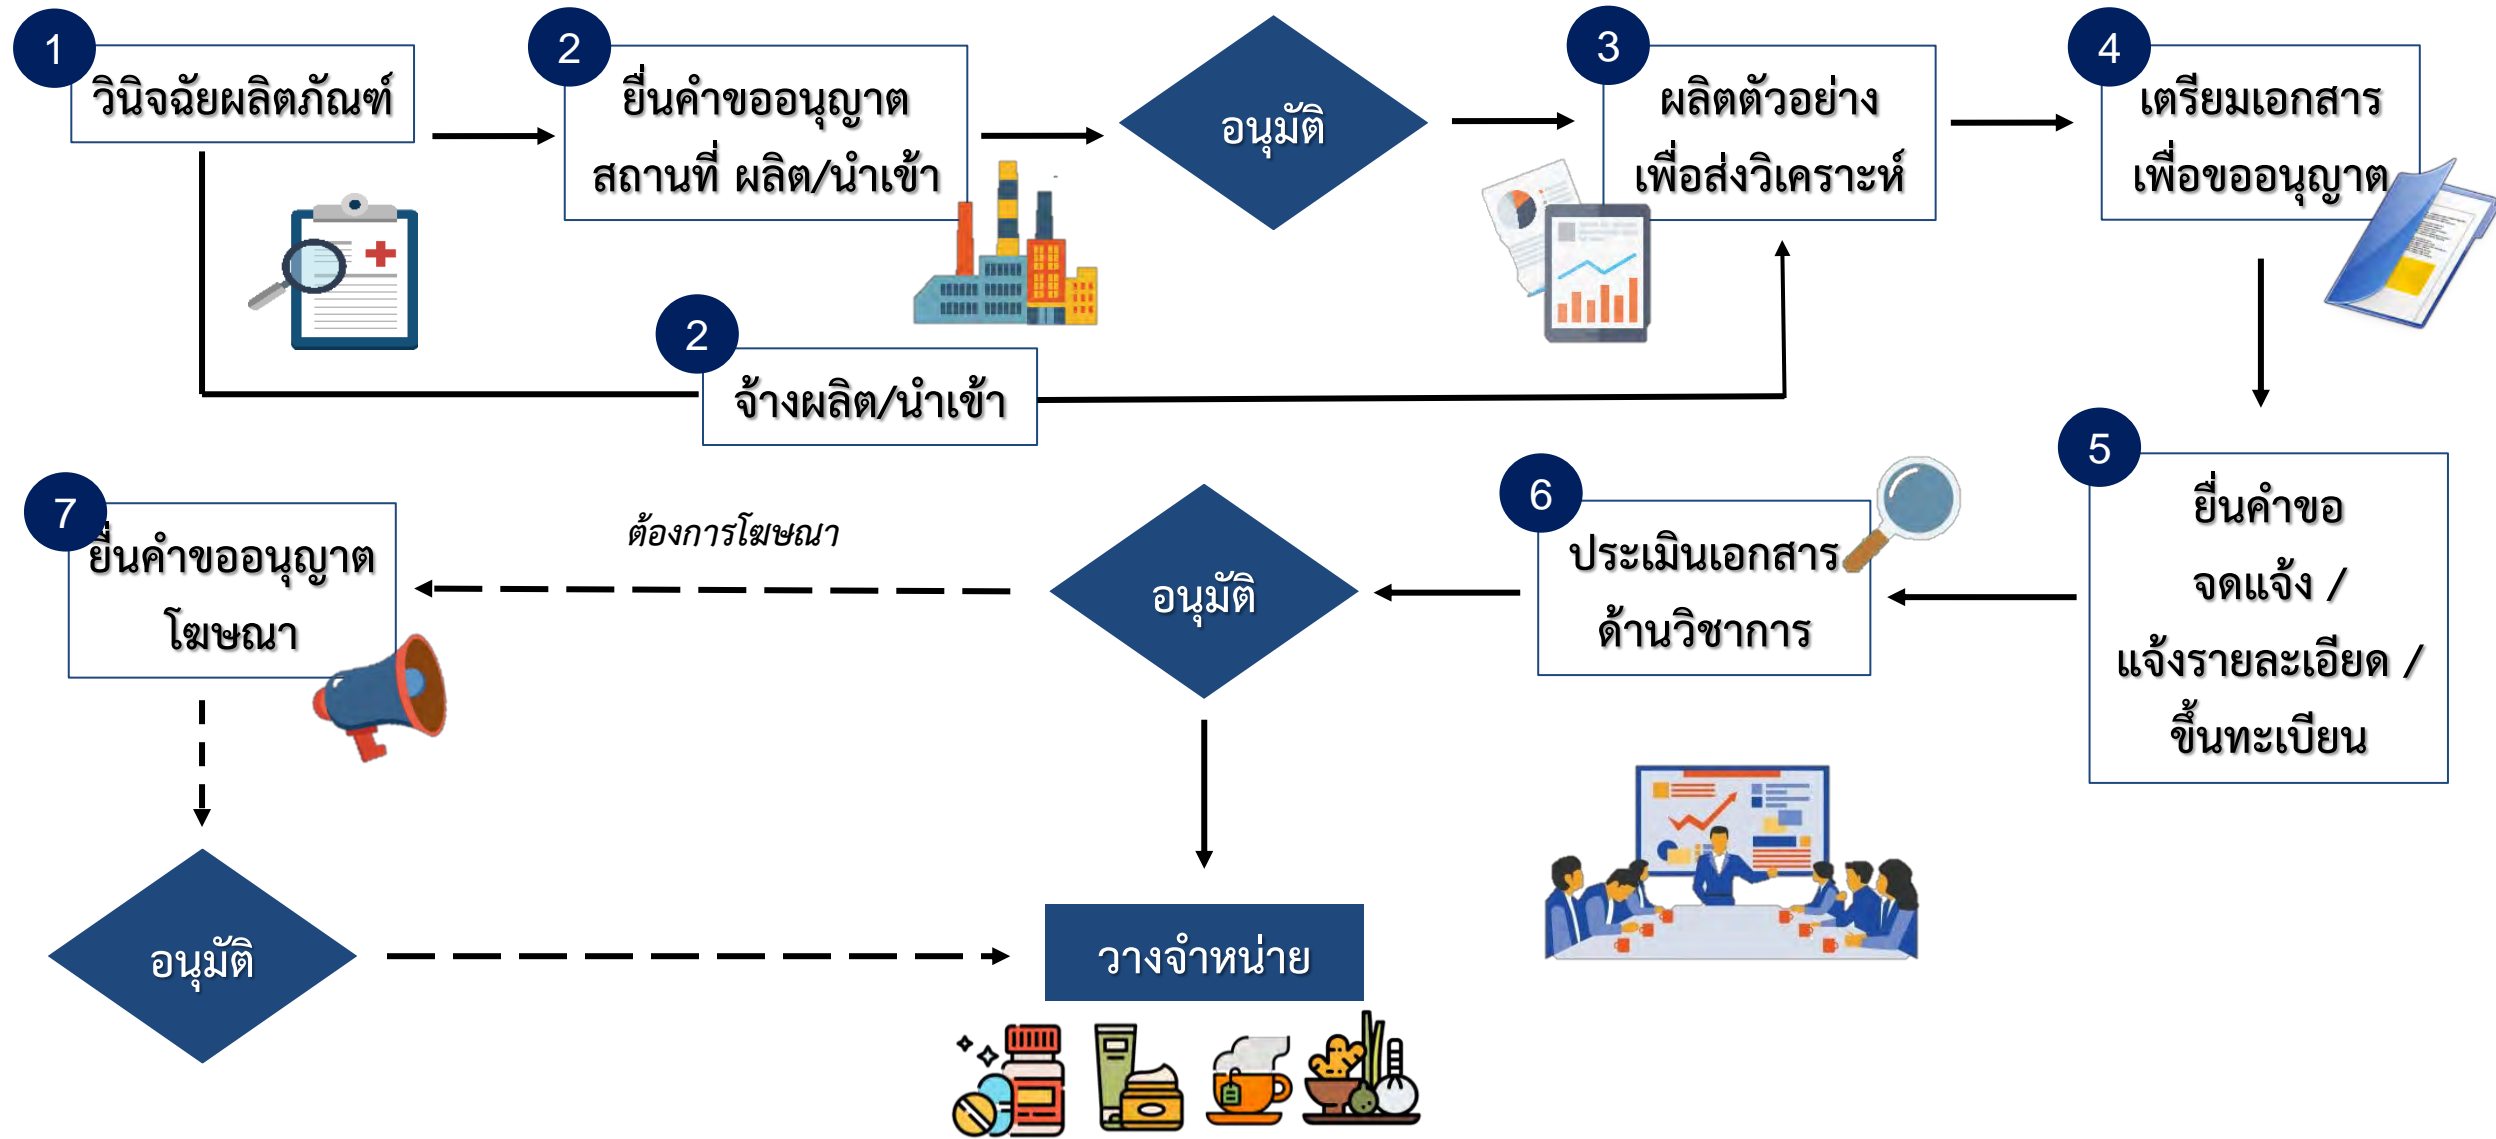 1
วินิจฉัยผลิตภัณฑ์
2
ยื่นคำขออนุญาต
สถานที่ ผลิต/นำเข้า
อนุมัติ
3
ผลิตตัวอย่าง
เพื่อส่งวิเคราะห์
4
เตรียมเอกสาร
เพื่อขออนุญาต
2
จ้างผลิต/นำเข้า
5
ยื่นคำขอ
จดแจ้ง /
แจ้งรายละเอียด /
ขึ้นทะเบียน
6
ประเมินเอกสาร
ด้านวิชาการ
อนุมัติ
ต้องการโฆษณา
7
ยื่นคำขออนุญาต
โฆษณา
อนุมัติ
วางจำหน่าย